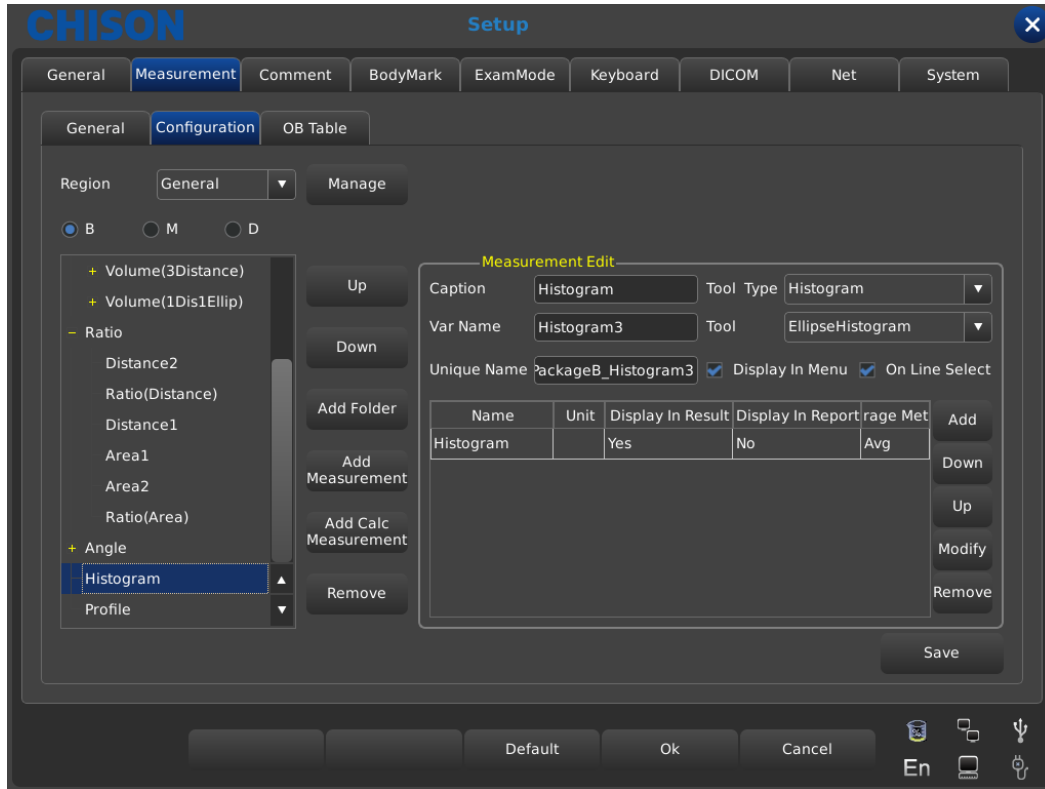 CHISON
Setup
General Measurement Comment BodyMark ExamMode Keyboard DICOM Net System
General Configuration OB Table
Region General Manage
B M D
+ Volume(3Distance)
+ Volume(1Dis1Ellip)
− Ratio
Distance2
Ratio(Distance)
Distance1
Area1
Area2
Ratio(Area)
+ Angle
Histogram
Profile
Up
Down
Add Folder
Add
Measurement
Add Calc
Measurement
Remove
Measurement Edit
Caption Histogram Tool Type Histogram
Var Name Histogram3 Tool EllipseHistogram
Unique Name PackageB_Histogram3 Display In Menu On Line Select
Name Unit Display In Result Display In Report rage Met
Histogram Yes No Avg
Add
Down
Up
Modify
Remove
Save
Default Ok Cancel
En